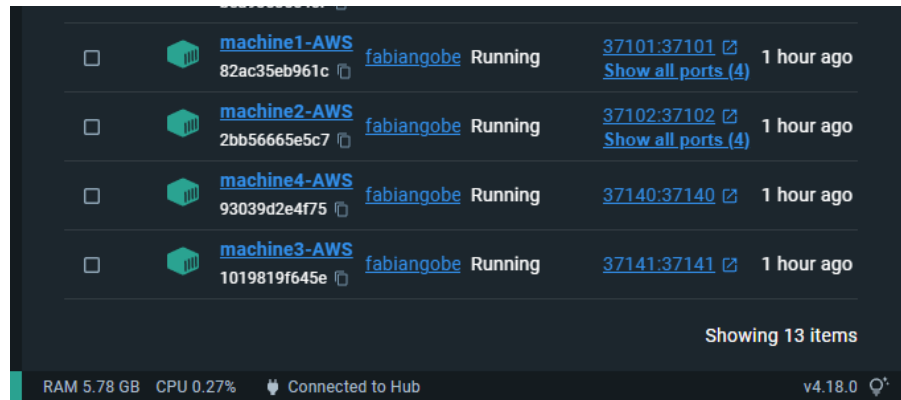 machine1-AWS
82ac35eb961c
fabiangobe
Running
37101:37101
Show all ports (4)
1 hour ago
machine2-AWS
2bb56665e5c7
fabiangobe
Running
37102:37102
Show all ports (4)
1 hour ago
machine4-AWS
93039d2e4f75
fabiangobe
Running
37140:37140
1 hour ago
machine3-AWS
1019819f645e
fabiangobe
Running
37141:37141
1 hour ago
Showing 13 items
RAM 5.78 GB CPU 0.27% Connected to Hub v4.18.0